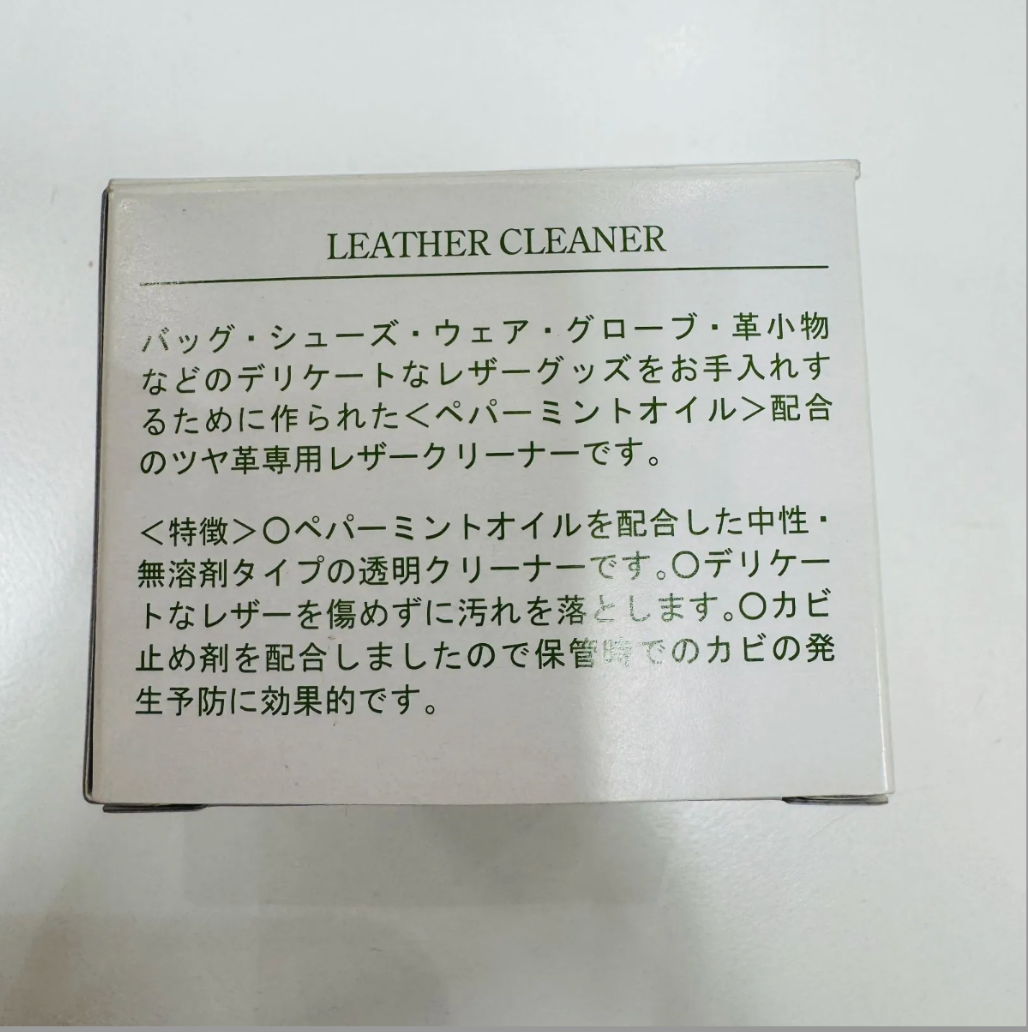 LEATHER CLEANER
バッグ・シューズ・ウェア・グローブ・革小物
などのデリケートなレザーグッズをお手入れす
るために作られた＜ペパーミントオイル＞配合
のツヤ革専用レザークリーナーです。
＜特徴＞○ペパーミントオイルを配合した中性・
無溶剤タイプの透明クリーナーです。○デリケー
トなレザーを傷めずに汚れを落とします。○カビ
止め剤を配合しましたので保管時でのカビの発
生予防に効果的です。